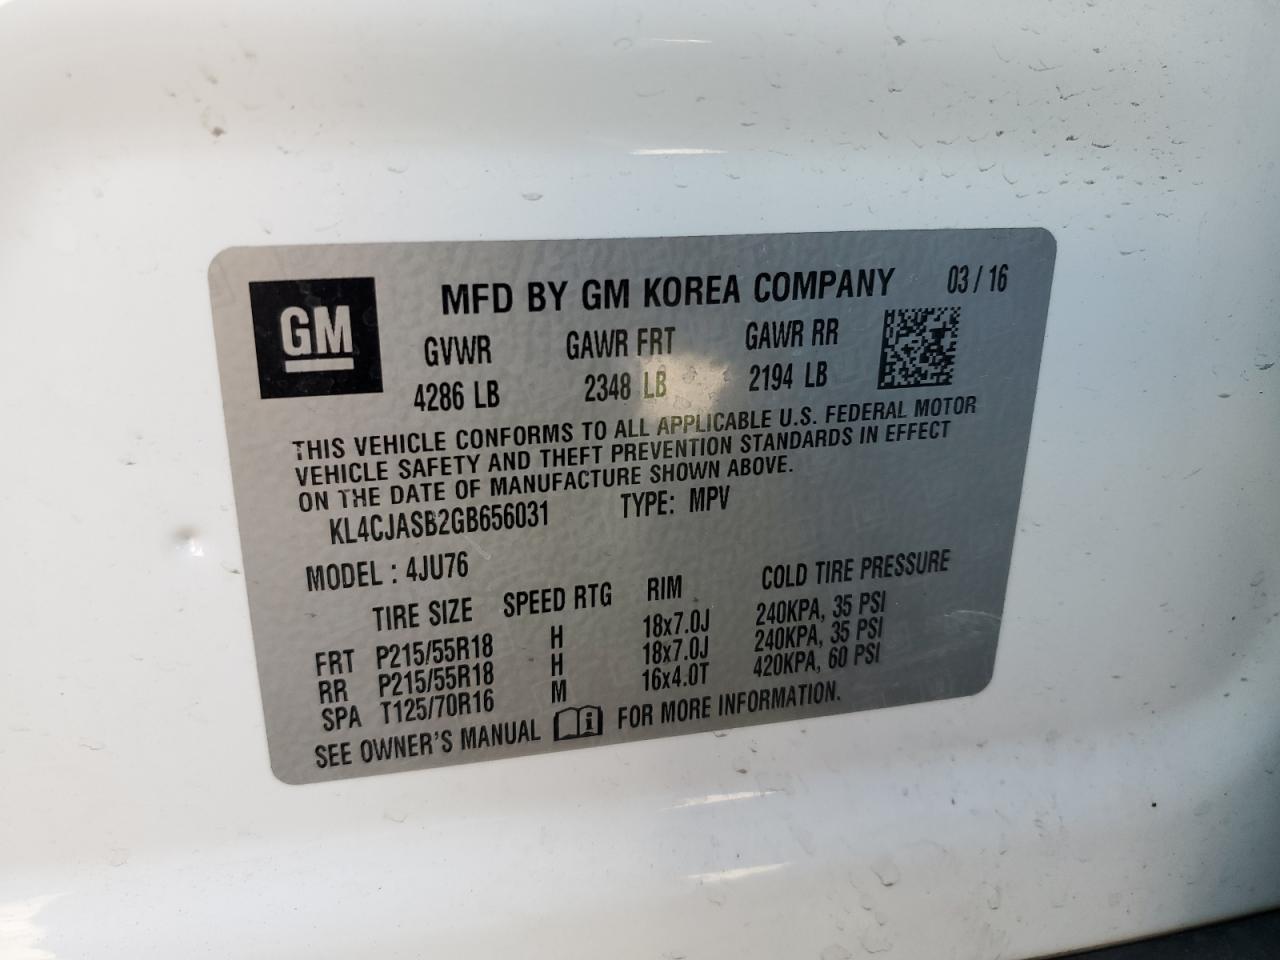 GM
MFD BY GM KOREA COMPANY 03/16
GVWR GAWR FRT GAWR RR
4286 LB 2348 LB 2194 LB
THIS VEHICLE CONFORMS TO ALL APPLICABLE U.S. FEDERAL MOTOR
VEHICLE SAFETY AND THEFT PREVENTION STANDARDS IN EFFECT
ON THE DATE OF MANUFACTURE SHOWN ABOVE.
KL4CJASB2GB656031 TYPE: MPV
MODEL : 4JU76
TIRE SIZE SPEED RTG RIM COLD TIRE PRESSURE
FRT P215/55R18 H 18x7.0J 240KPA, 35 PSI
RR P215/55R18 H 18x7.0J 240KPA, 35 PSI
SPA T125/70R16 M 16x4.0T 420KPA, 60 PSI
SEE OWNER'S MANUAL i FOR MORE INFORMATION.